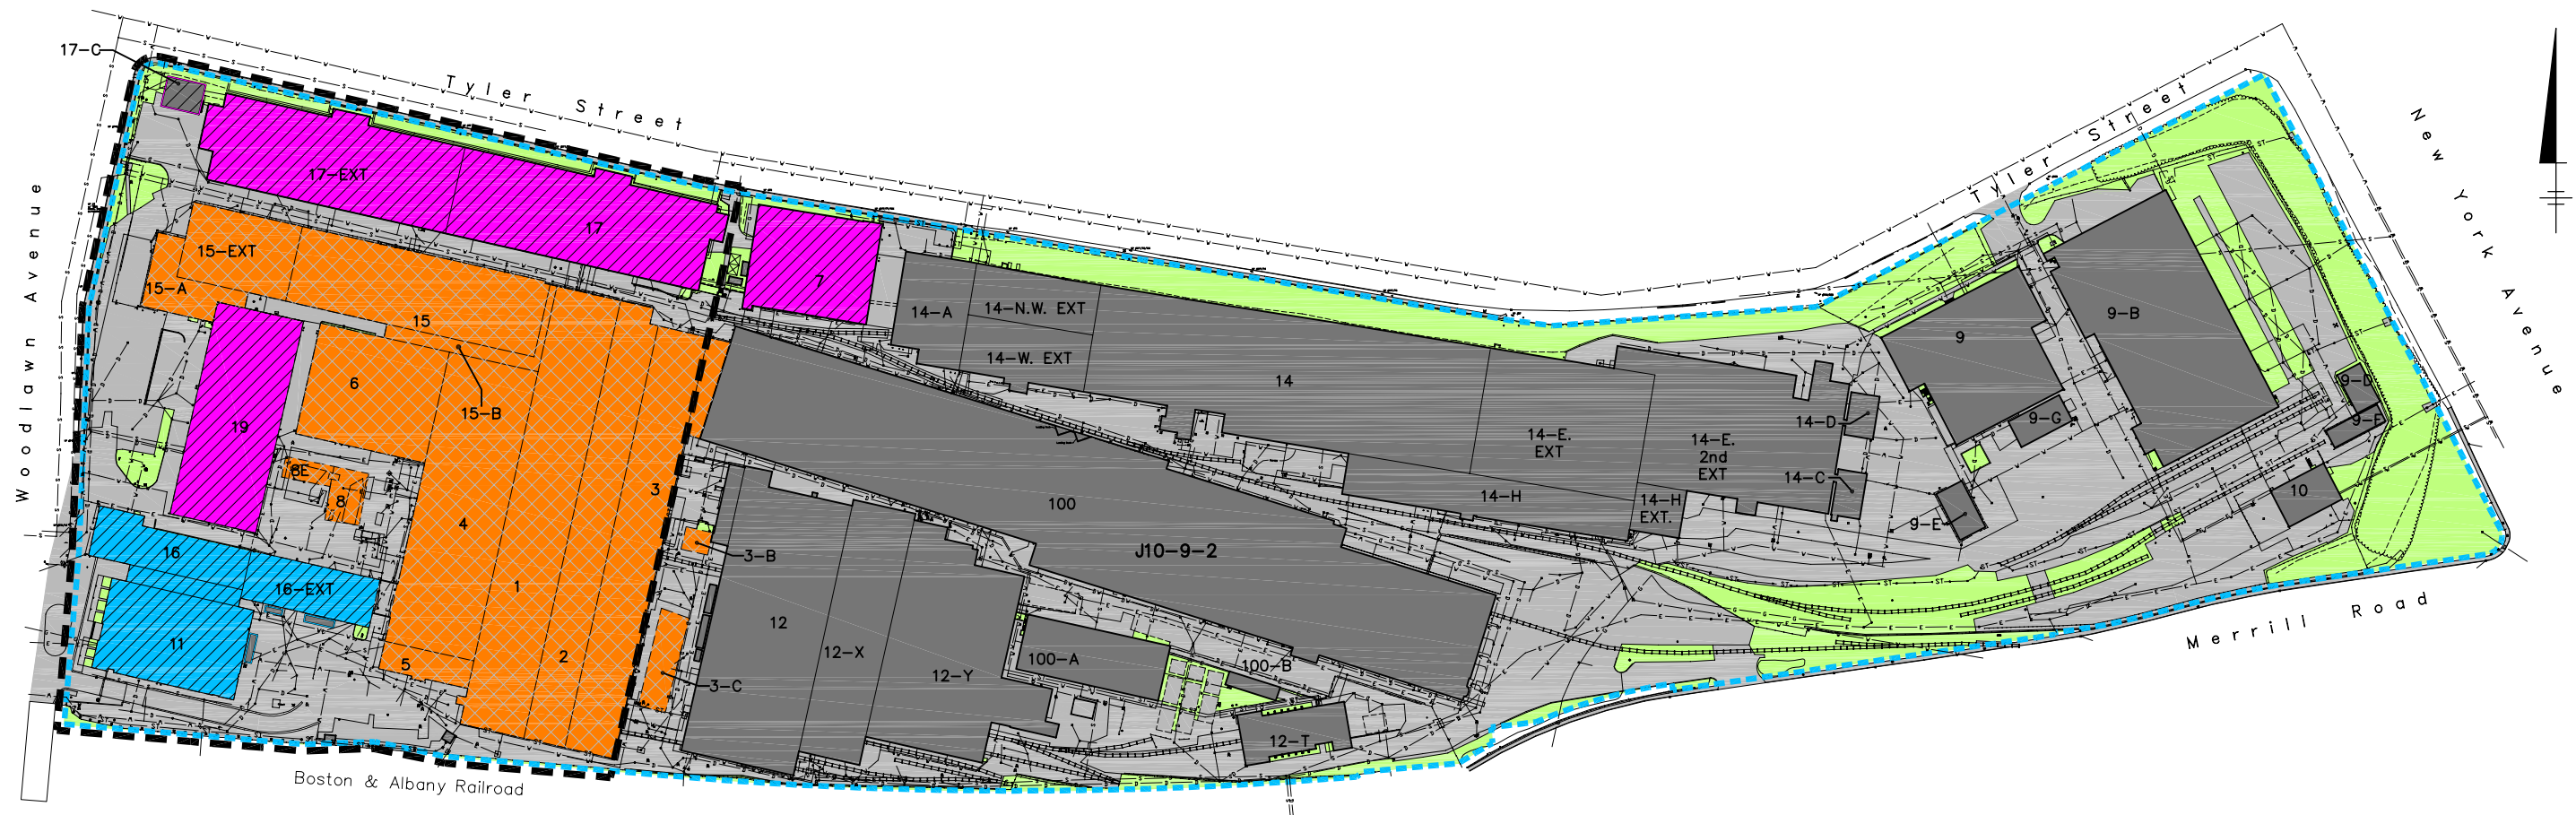 17-C
Tyler Street
Tyler Street
New York Avenue
Woodlawn Avenue
17-EXT
17
7
15-EXT
15-A
15
15-B
14-A
14-N.W. EXT
14-W. EXT
14
14-E.
EXT
14-E.
2nd
EXT
14-D
14-C
14-H
14-H
EXT.
9
9-B
9-G
9-D
9-F
9-E
10
6
19
8
4
3
3-B
3-C
1
2
5
16
16-EXT
11
100
J10-9-2
12
12-X
12-Y
100-A
100-B
12-T
Merrill Road
Boston & Albany Railroad